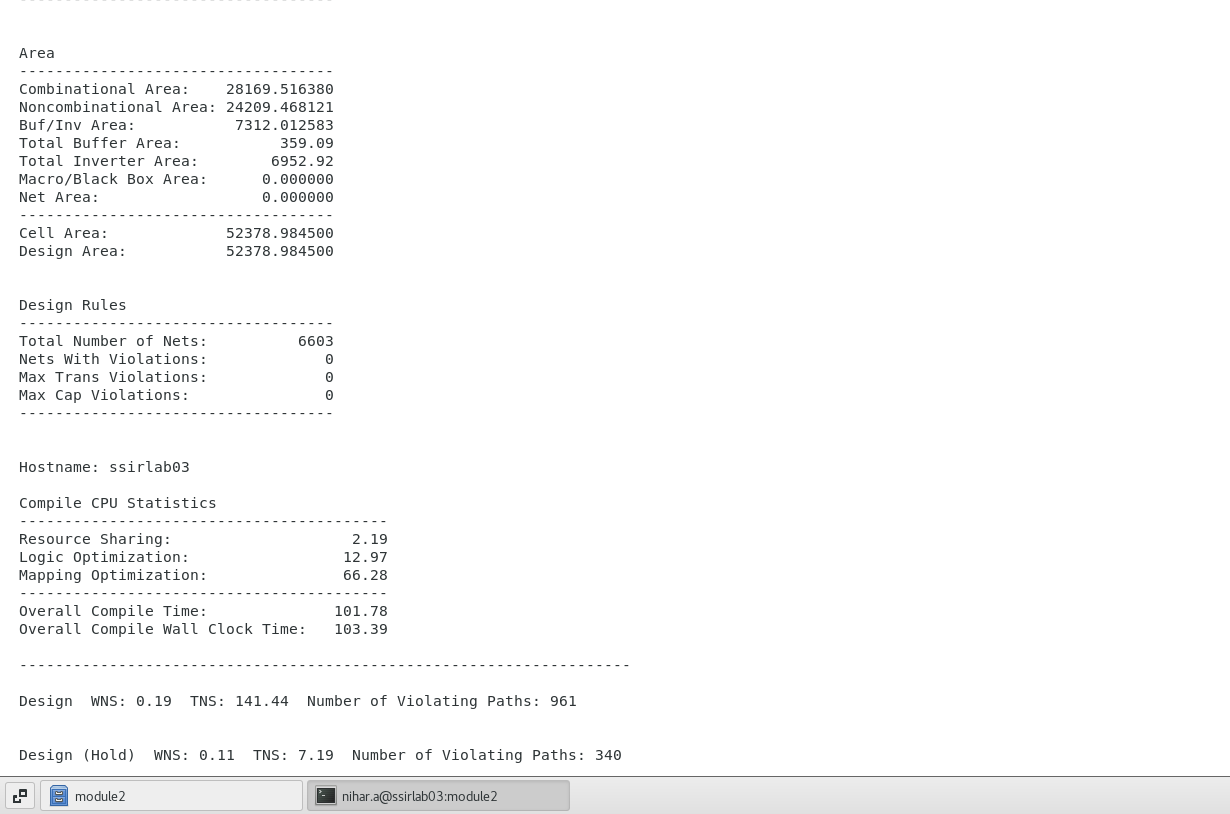 -----------------------------------
Area
-----------------------------------
Combinational Area:    28169.516380
Noncombinational Area: 24209.468121
Buf/Inv Area:           7312.012583
Total Buffer Area:           359.09
Total Inverter Area:        6952.92
Macro/Black Box Area:      0.000000
Net Area:                  0.000000
-----------------------------------
Cell Area:             52378.984500
Design Area:           52378.984500
Design Rules
-----------------------------------
Total Number of Nets:          6603
Nets With Violations:             0
Max Trans Violations:             0
Max Cap Violations:               0
-----------------------------------
Hostname: ssirlab03
Compile CPU Statistics
-----------------------------------------
Resource Sharing:                    2.19
Logic Optimization:                 12.97
Mapping Optimization:               66.28
-----------------------------------------
Overall Compile Time:              101.78
Overall Compile Wall Clock Time:   103.39
--------------------------------------------------------------------
Design  WNS: 0.19  TNS: 141.44  Number of Violating Paths: 961
Design (Hold)  WNS: 0.11  TNS: 7.19  Number of Violating Paths: 340
module2
nihar.a@ssirlab03:module2